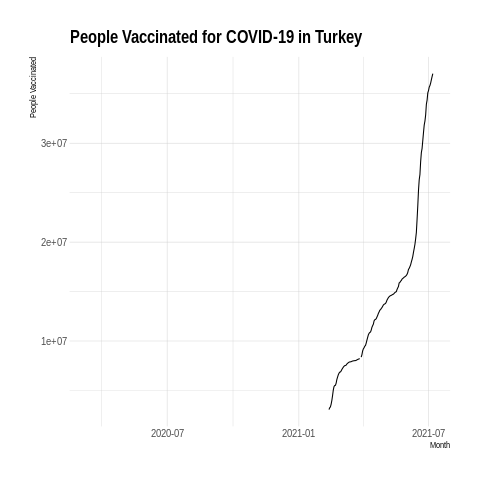 People Vaccinated for COVID-19 in Turkey
People Vaccinated
3e+07
2e+07
1e+07
2020-07 2021-01 2021-07
Month